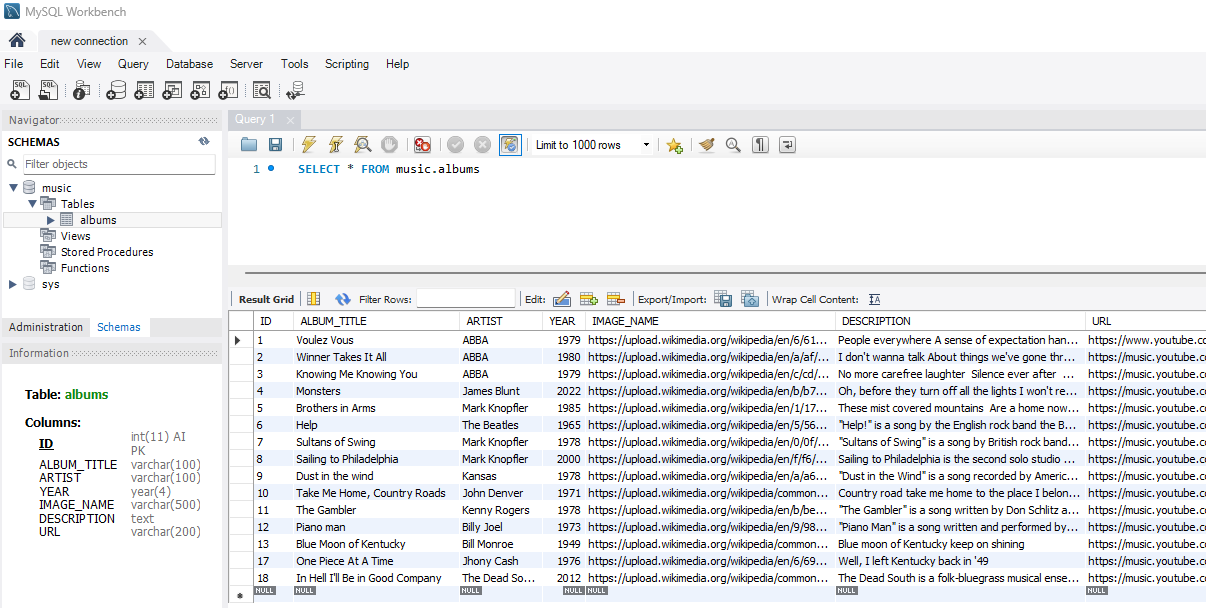 MySQL Workbench
new connection
File Edit View Query Database Server Tools Scripting Help
Navigator
SCHEMAS
Filter objects
music
Tables
albums
Views
Stored Procedures
Functions
sys
Administration Schemas
Information
Table: albums
Columns:
ID int(11) AI PK
ALBUM_TITLE varchar(100)
ARTIST varchar(100)
YEAR year(4)
IMAGE_NAME varchar(500)
DESCRIPTION text
URL varchar(200)
Query 1
Limit to 1000 rows
1 SELECT * FROM music.albums
Result Grid Filter Rows: Edit: Export/Import: Wrap Cell Content:
ID ALBUM_TITLE ARTIST YEAR IMAGE_NAME DESCRIPTION URL
1 Voulez Vous ABBA 1979 https://upload.wikimedia.org/wikipedia/en/6/61... People everywhere A sense of expectation han... https://www.youtube.co
2 Winner Takes It All ABBA 1980 https://upload.wikimedia.org/wikipedia/en/a/af/... I don't wanna talk About things we've gone thr... https://music.youtube.c
3 Knowing Me Knowing You ABBA 1979 https://upload.wikimedia.org/wikipedia/en/c/cd/... No more carefree laughter Silence ever after ... https://music.youtube.c
4 Monsters James Blunt 2022 https://upload.wikimedia.org/wikipedia/en/b/b7... Oh, before they turn off all the lights I won't re... https://music.youtube.c
5 Brothers in Arms Mark Knopfler 1985 https://upload.wikimedia.org/wikipedia/en/1/17... These mist covered mountains Are a home now... https://music.youtube.c
6 Help The Beatles 1965 https://upload.wikimedia.org/wikipedia/en/5/56... "Help!" is a song by the English rock band the B... https://music.youtube.c
7 Sultans of Swing Mark Knopfler 1978 https://upload.wikimedia.org/wikipedia/en/0/0f/... "Sultans of Swing" is a song by British rock band... https://music.youtube.c
8 Sailing to Philadelphia Mark Knopfler 2000 https://upload.wikimedia.org/wikipedia/en/f/f6/... Sailing to Philadelphia is the second solo studio ... https://music.youtube.c
9 Dust in the wind Kansas 1978 https://upload.wikimedia.org/wikipedia/en/a/a6... "Dust in the Wind" is a song recorded by Americ... https://music.youtube.c
10 Take Me Home, Country Roads John Denver 1971 https://upload.wikimedia.org/wikipedia/common... Country road take me home to the place I belon... https://music.youtube.c
11 The Gambler Kenny Rogers 1978 https://upload.wikimedia.org/wikipedia/en/b/be... "The Gambler" is a song written by Don Schlitz a... https://music.youtube.c
12 Piano man Billy Joel 1973 https://upload.wikimedia.org/wikipedia/en/9/98... "Piano Man" is a song written and performed by... https://music.youtube.c
13 Blue Moon of Kentucky Bill Monroe 1949 https://upload.wikimedia.org/wikipedia/common... Blue moon of Kentucky keep on shining https://music.youtube.c
17 One Piece At A Time Jhony Cash 1976 https://upload.wikimedia.org/wikipedia/en/6/69... Well, I left Kentucky back in '49 https://music.youtube.c
18 In Hell I'll Be in Good Company The Dead So... 2012 https://upload.wikimedia.org/wikipedia/common... The Dead South is a folk-bluegrass musical ense... https://music.youtube.c
NULL NULL NULL NULL NULL NULL NULL